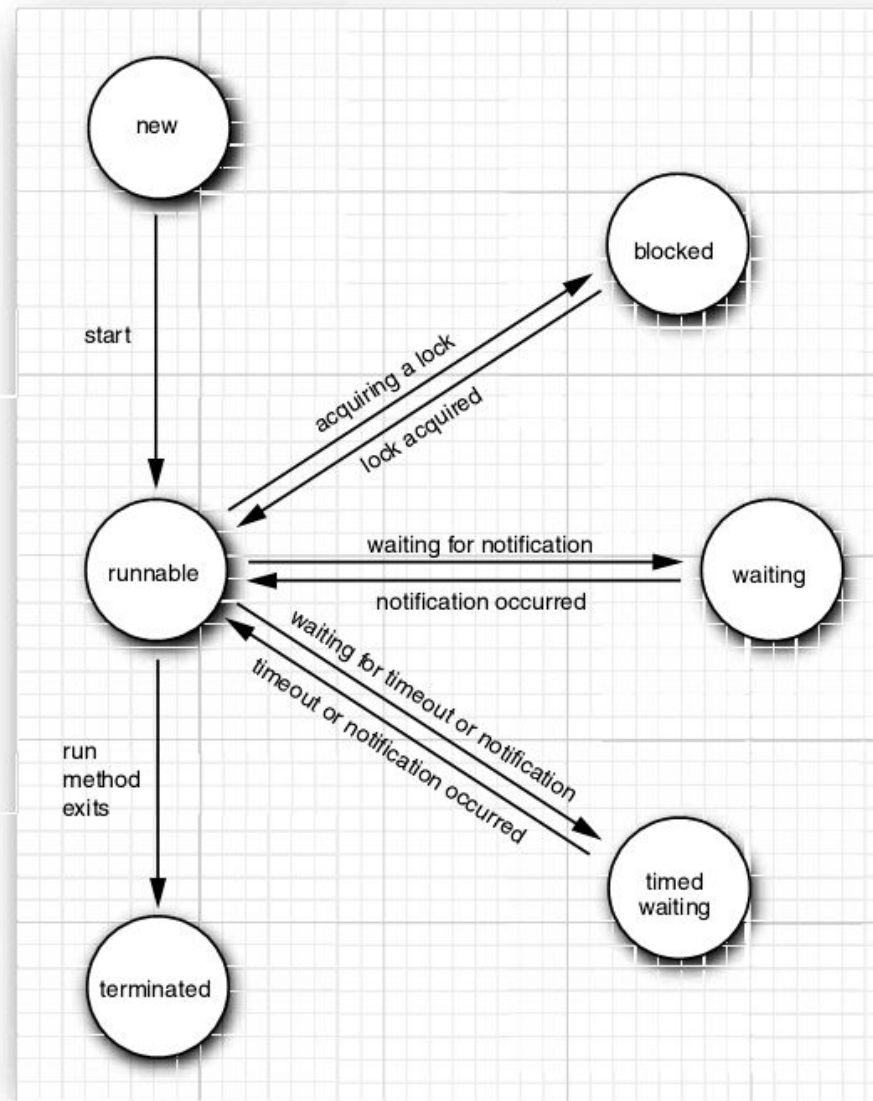 new
blocked
start
acquiring a lock
lock acquired
waiting for notification
runnable
waiting
notification occurred
waiting for timeout or notification
timeout or notification occurred
run
method
exits
timed
waiting
terminated